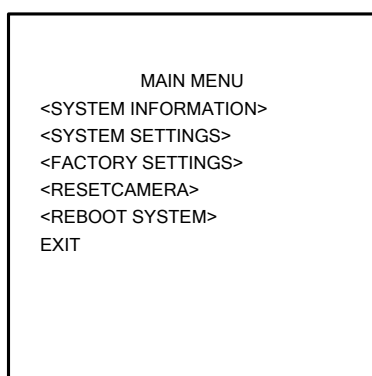 MAIN MENU
<SYSTEM INFORMATION>
<SYSTEM SETTINGS>
<FACTORY SETTINGS>
<RESETCAMERA>
<REBOOT SYSTEM>
EXIT